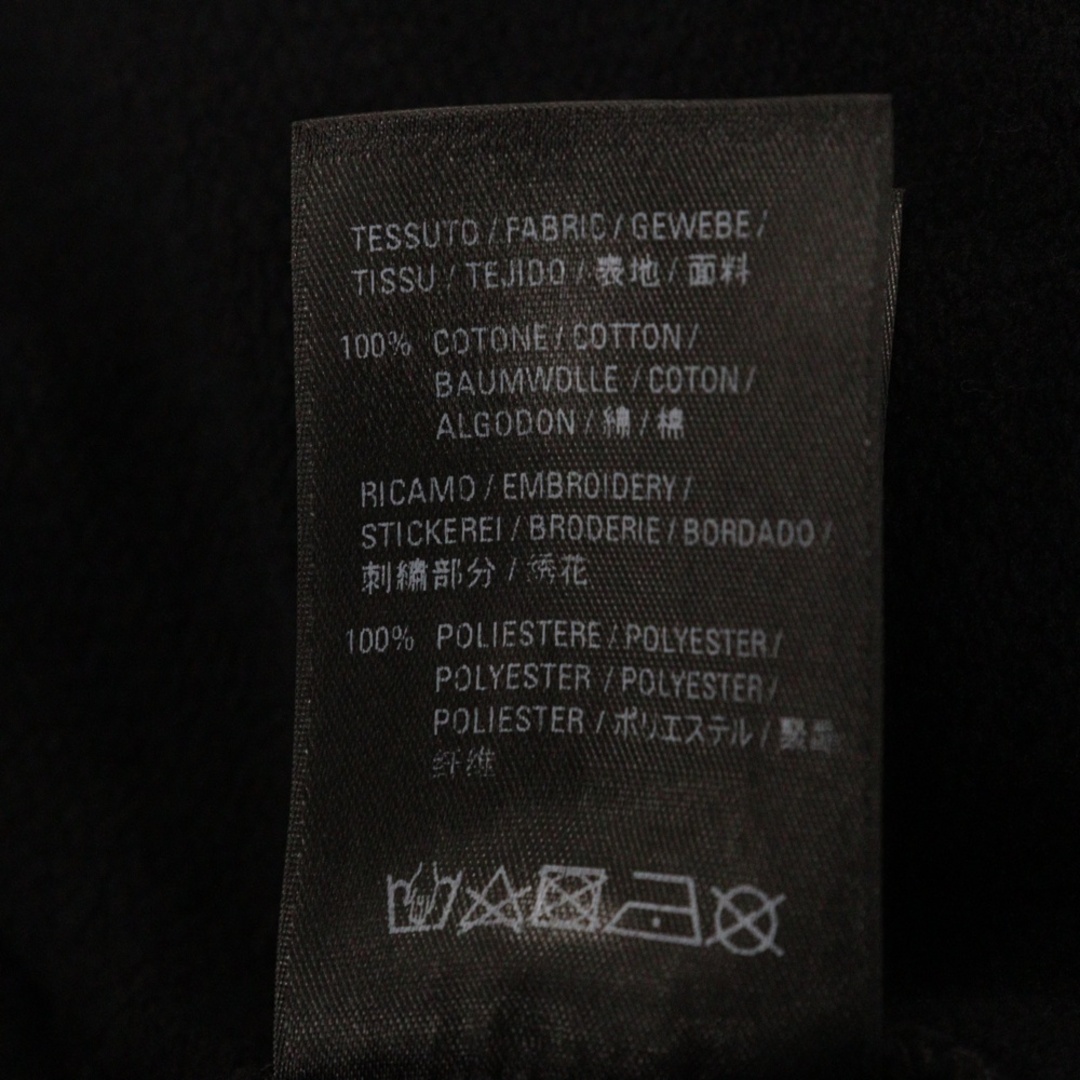 TESSUTO / FABRIC / GEWEBE /
TISSU / TEJIDO / 表地 / 面料
100% COTONE / COTTON /
BAUMWOLLE / COTON /
ALGODON / 綿 / 棉
RICAMO / EMBROIDERY /
STICKEREI / BRODERIE / BORDADO /
刺繍部分 / 绣花
100% POLIESTERE / POLYESTER /
POLYESTER / POLYESTER /
POLIESTER / ポリエステル /
纤维